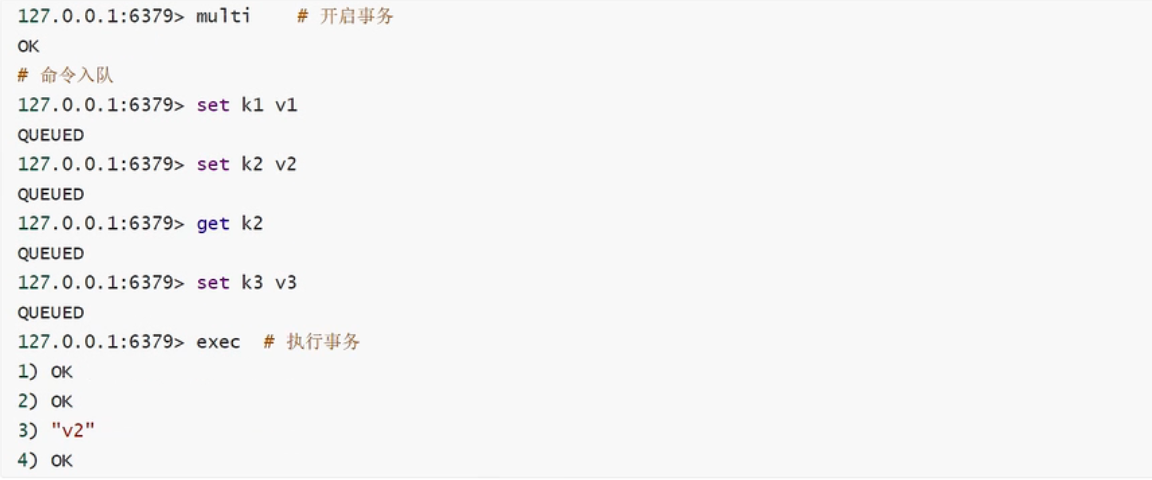 127.0.0.1:6379> multi    # 开启事务
OK
# 命令入队
127.0.0.1:6379> set k1 v1
QUEUED
127.0.0.1:6379> set k2 v2
QUEUED
127.0.0.1:6379> get k2
QUEUED
127.0.0.1:6379> set k3 v3
QUEUED
127.0.0.1:6379> exec  # 执行事务
1) OK
2) OK
3) "v2"
4) OK